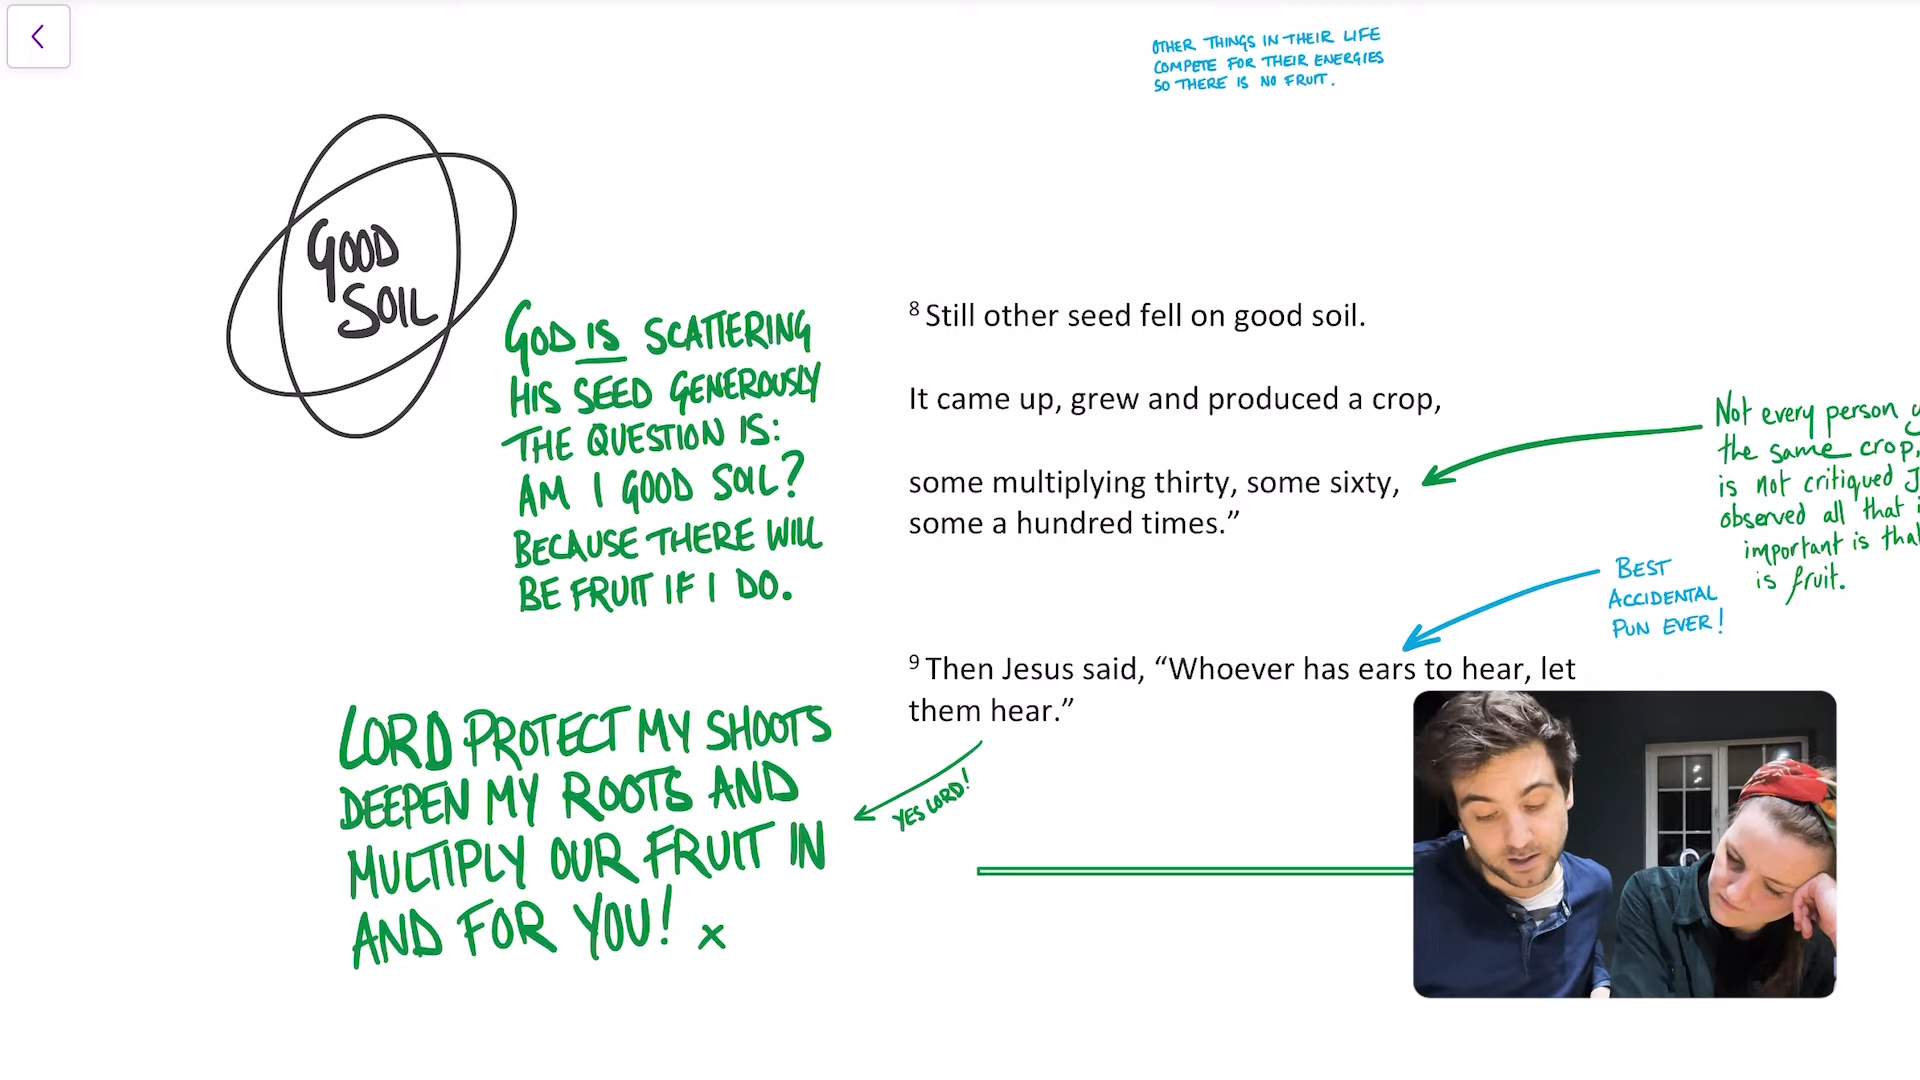 OTHER THINGS IN THEIR LIFE
COMPETE FOR THEIR ENERGIES
SO THERE IS NO FRUIT.
GOOD
SOIL
GOD IS SCATTERING
HIS SEED GENEROUSLY
THE QUESTION IS:
AM I GOOD SOIL?
BECAUSE THERE WILL
BE FRUIT IF I DO.
8 Still other seed fell on good soil.
It came up, grew and produced a crop,
some multiplying thirty, some sixty,
some a hundred times.”
Not every person
the same crop,
is not critiqued
observed all that
important is
is fruit.
BEST
ACCIDENTAL
PUN EVER!
9 Then Jesus said, “Whoever has ears to hear, let
them hear.”
YES LORD!
LORD PROTECT MY SHOOTS
DEEPEN MY ROOTS AND
MULTIPLY OUR FRUIT IN
AND FOR YOU! x